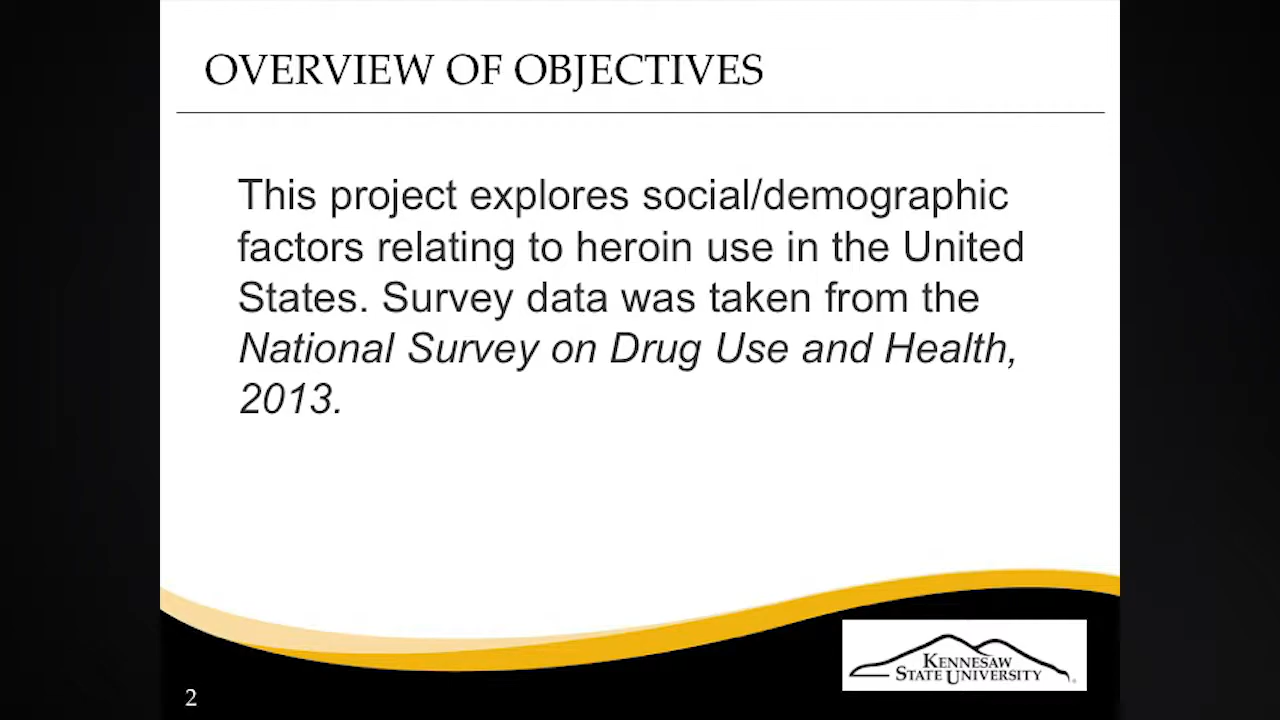 OVERVIEW OF OBJECTIVES
This project explores social/demographic
factors relating to heroin use in the United
States. Survey data was taken from the
National Survey on Drug Use and Health,
2013.
KENNESAW
STATE UNIVERSITY
2